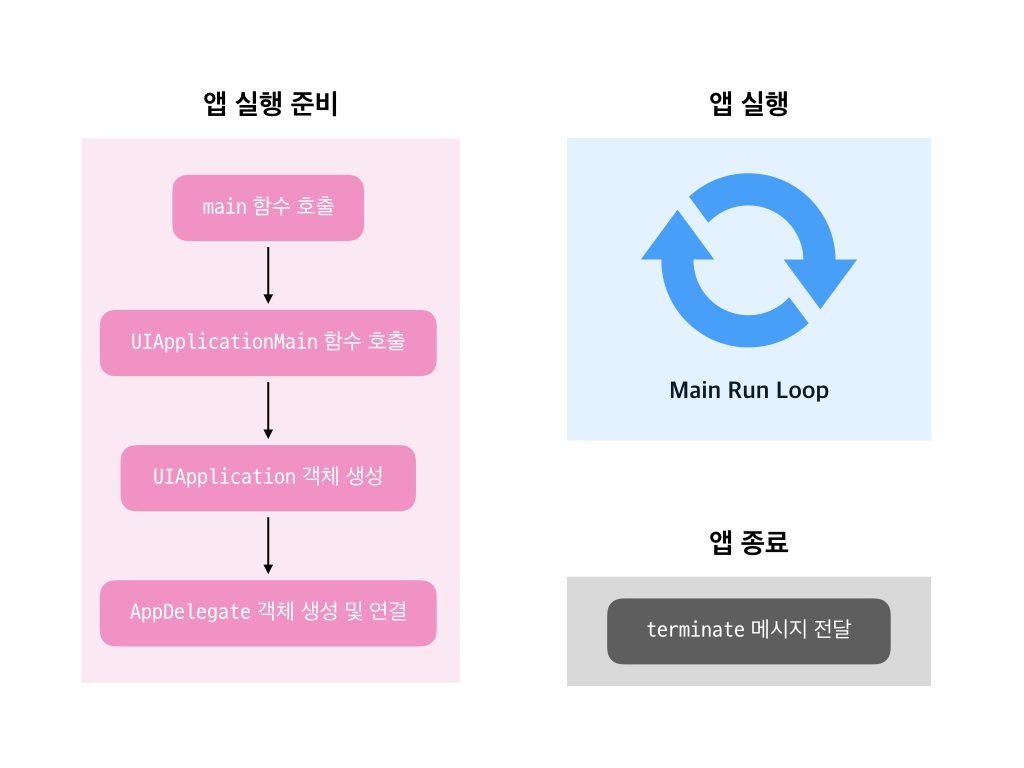 앱 실행 준비
main 함수 호출
UIApplicationMain 함수 호출
UIApplication 객체 생성
AppDelegate 객체 생성 및 연결
앱 실행
Main Run Loop
앱 종료
terminate 메시지 전달